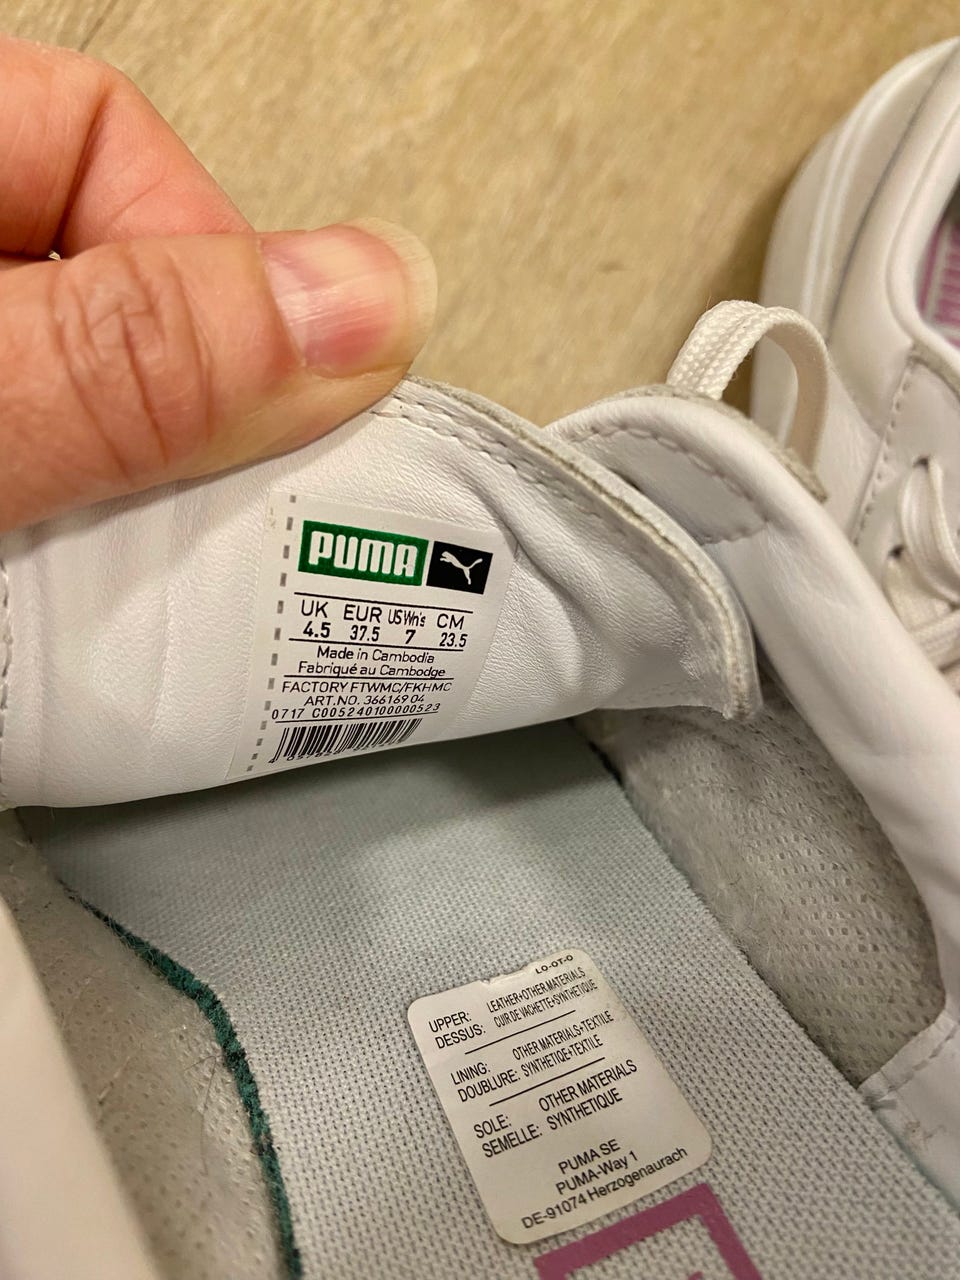 PUMA
UK EUR US Wn's CM
4.5 37.5 7 23.5
Made in Cambodia
Fabriqué au Cambodge
FACTORY FTWMC/FKHMC
ART.NO. 366169 04
0717 C005240100000523
LO-OT-O
UPPER: LEATHER+OTHER MATERIALS
DESSUS: CUIR DE VACHETTE+SYNTHETIQUE
LINING: OTHER MATERIALS+TEXTILE
DOUBLURE: SYNTHETIQE+TEXTILE
SOLE: OTHER MATERIALS
SEMELLE: SYNTHETIQUE
PUMA SE
PUMA-Way 1
DE-91074 Herzogenaurach